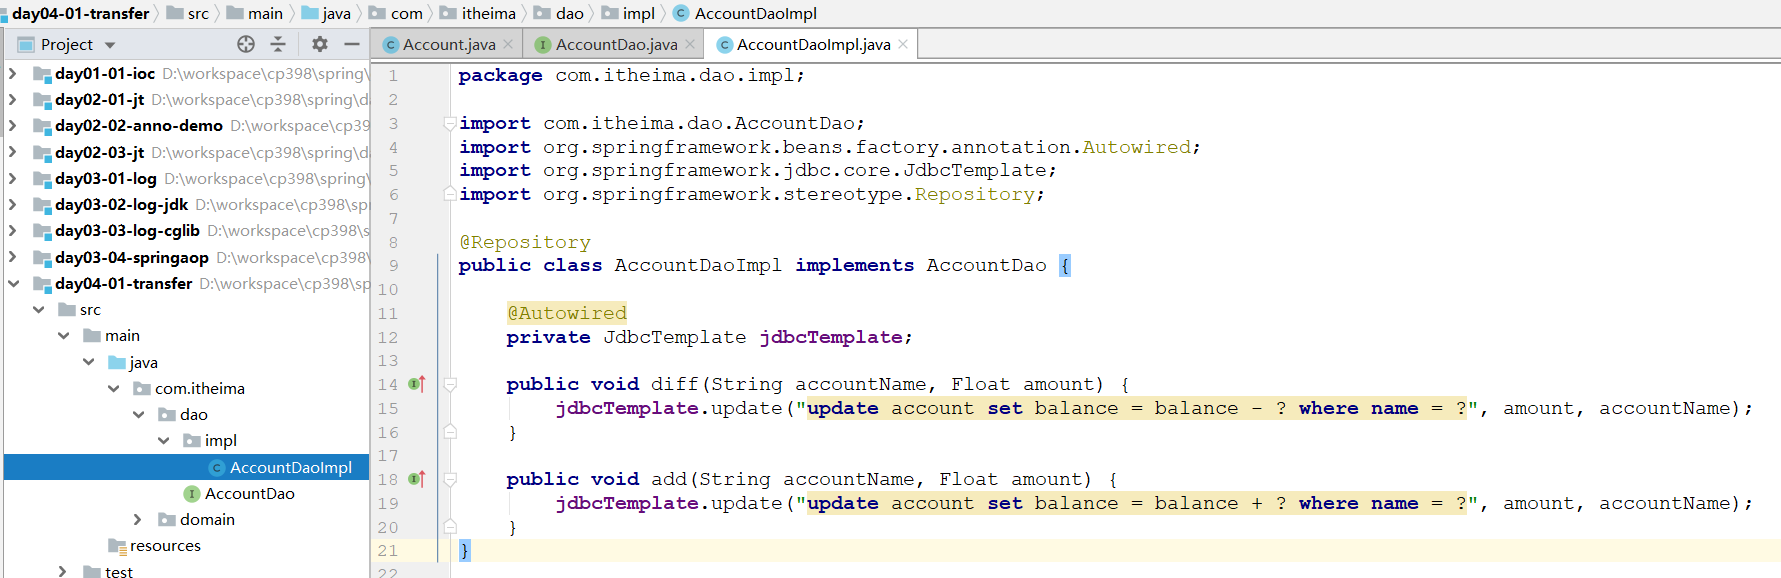 day04-01-transfer src main java com itheima dao impl AccountDaoImpl
Project
Account.java AccountDao.java AccountDaoImpl.java
day01-01-ioc D:\workspace\cp398\spring\
day02-01-jt D:\workspace\cp398\spring\d
day02-02-anno-demo D:\workspace\cp39
day02-03-jt D:\workspace\cp398\spring\d
day03-01-log D:\workspace\cp398\spring\
day03-02-log-jdk D:\workspace\cp398\sp
day03-03-log-cglib D:\workspace\cp398\s
day03-04-springaop D:\workspace\cp398\
day04-01-transfer D:\workspace\cp398\sp
src
main
java
com.itheima
dao
impl
AccountDaoImpl
AccountDao
domain
resources
test
1 package com.itheima.dao.impl;
2
3 import com.itheima.dao.AccountDao;
4 import org.springframework.beans.factory.annotation.Autowired;
5 import org.springframework.jdbc.core.JdbcTemplate;
6 import org.springframework.stereotype.Repository;
7
8 @Repository
9 public class AccountDaoImpl implements AccountDao {
10
11 @Autowired
12 private JdbcTemplate jdbcTemplate;
13
14 public void diff(String accountName, Float amount) {
15 jdbcTemplate.update("update account set balance = balance - ? where name = ?", amount, accountName);
16 }
17
18 public void add(String accountName, Float amount) {
19 jdbcTemplate.update("update account set balance = balance + ? where name = ?", amount, accountName);
20 }
21 }
22